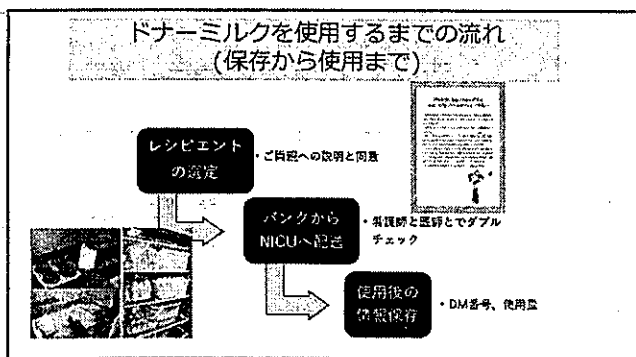 ドナーミルクを使用するまでの流れ
(保存から使用まで)
レシピエント
の選定
・ご両親への説明と同意
バンクから
NICUへ配送
・看護師と医師とでダブル
チェック
使用後の
情報保存
・DM番号、使用量